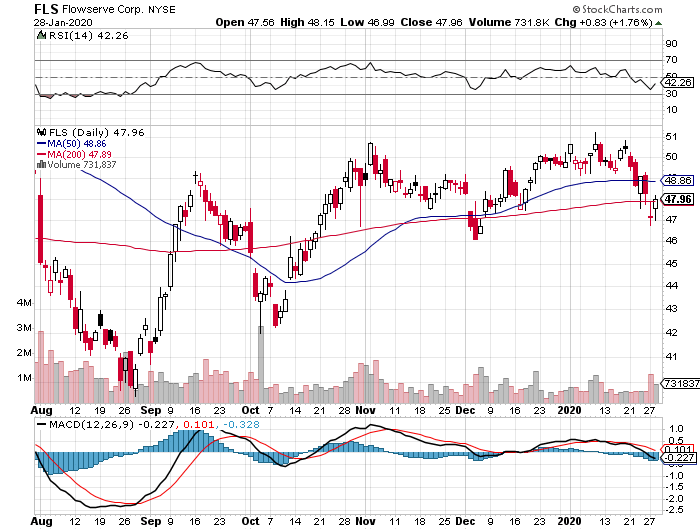 FLS Flowserve Corp. NYSE © StockCharts.com
28-Jan-2020 Open 47.56 High 48.15 Low 46.99 Close 47.96 Volume 731.8K Chg +0.83 (+1.76%) ▲
RSI(14) 42.26
90
70
50
42.26
30
10
FLS (Daily) 47.96
MA(50) 48.86
MA(200) 47.89
Volume 731,837
51
50
49
48.86
47.96
47
46
45
44
43
42
41
4M
3M
2M
1M
731837
Aug 12 19 26 Sep 9 16 23 Oct 7 14 21 28 Nov 11 18 25 Dec 9 16 23 2020 13 21 27
MACD(12,26,9) -0.227, 0.101, -0.328
1.0
0.5
0.101
-0.227
-1.0
-1.5
-2.0
-2.5
Aug 12 19 26 Sep 9 16 23 Oct 7 14 21 28 Nov 11 18 25 Dec 9 16 23 2020 13 21 27